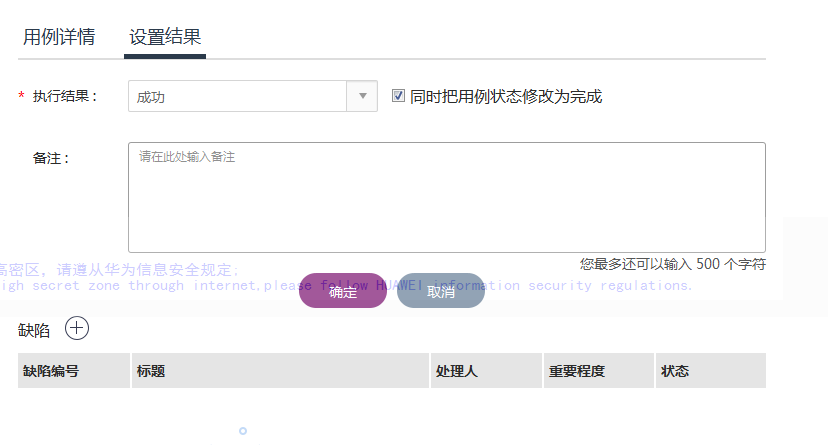 用例详情 设置结果
* 执行结果: 成功 同时把用例状态修改为完成
备注: 请在此处输入备注
您最多还可以输入 500 个字符
高密区，请遵从华为信息安全规定;
igh secret zone through internet,please follow HUAWEI information security regulations.
确定 取消
缺陷
缺陷编号 标题 处理人 重要程度 状态